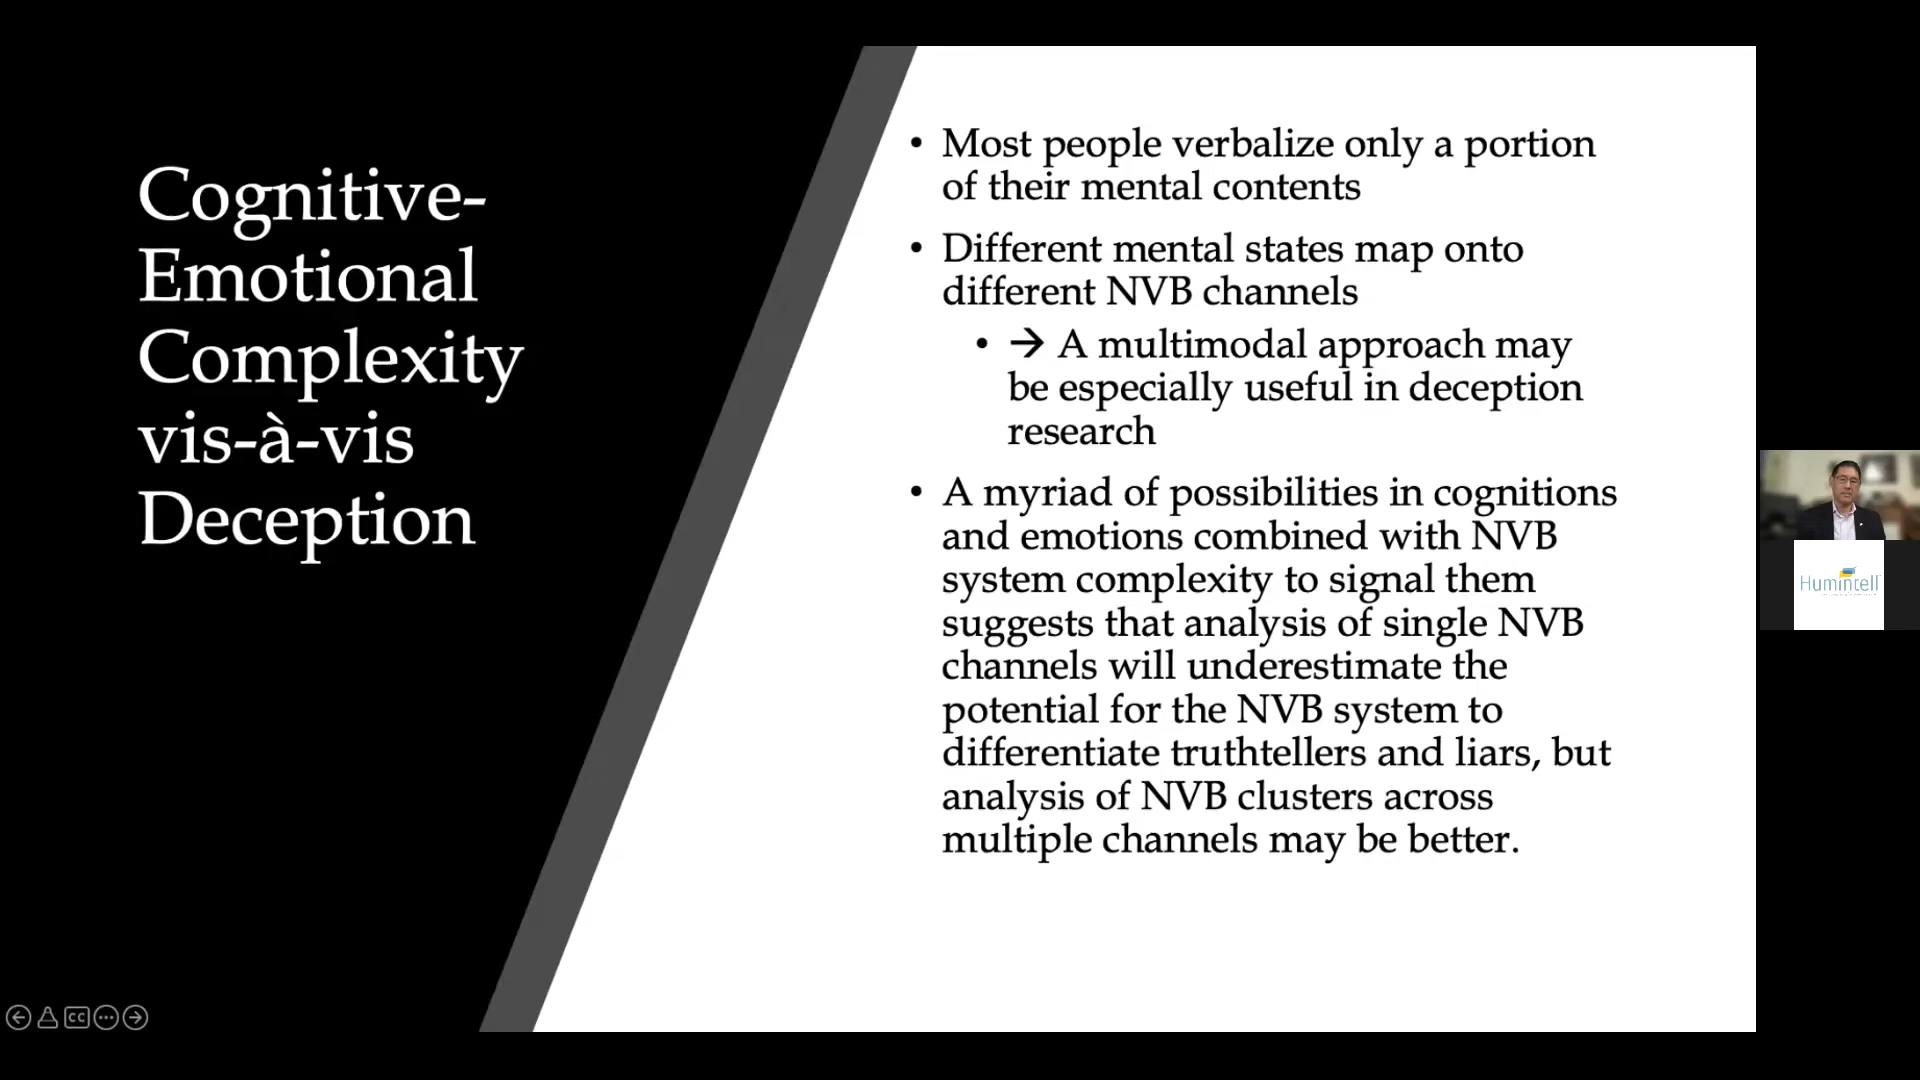 Cognitive-
Emotional
Complexity
vis-à-vis
Deception
• Most people verbalize only a portion
of their mental contents
• Different mental states map onto
different NVB channels
• → A multimodal approach may
be especially useful in deception
research
• A myriad of possibilities in cognitions
and emotions combined with NVB
system complexity to signal them
suggests that analysis of single NVB
channels will underestimate the
potential for the NVB system to
differentiate truthtellers and liars, but
analysis of NVB clusters across
multiple channels may be better.
Humintell
CC